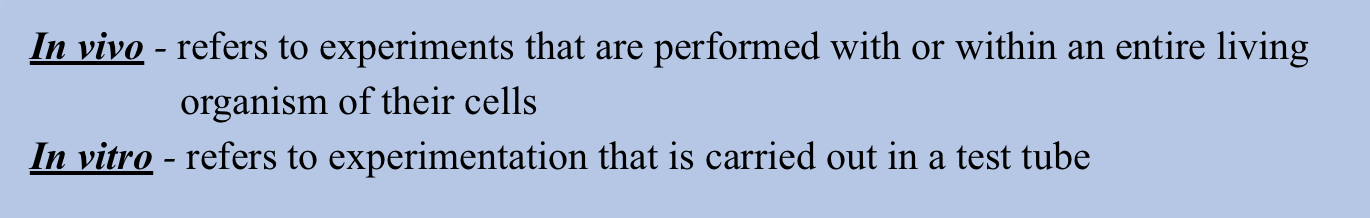 In vivo - refers to experiments that are performed with or within an entire living
organism of their cells
In vitro - refers to experimentation that is carried out in a test tube